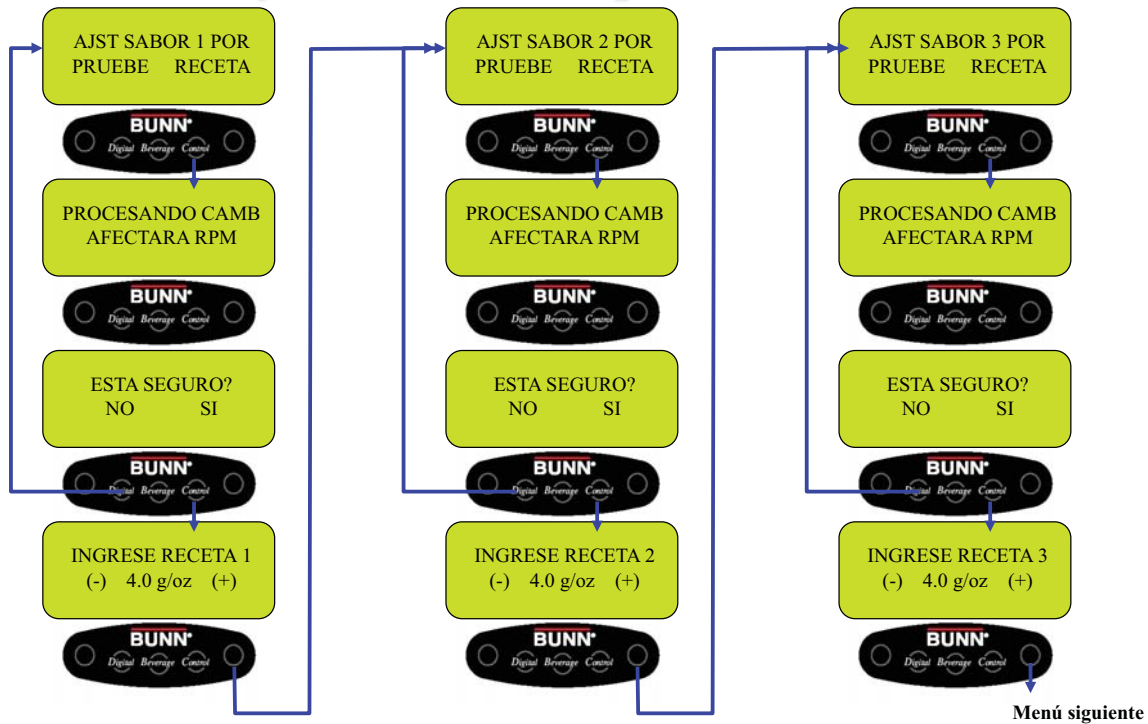 AJST SABOR 1 POR
PRUEBE RECETA
BUNN®
Digital Beverage Control
PROCESANDO CAMB
AFECTARA RPM
BUNN®
Digital Beverage Control
ESTA SEGURO?
NO SI
BUNN®
Digital Beverage Control
INGRESE RECETA 1
(-) 4.0 g/oz (+)
BUNN®
Digital Beverage Control
AJST SABOR 2 POR
PRUEBE RECETA
BUNN®
Digital Beverage Control
PROCESANDO CAMB
AFECTARA RPM
BUNN®
Digital Beverage Control
ESTA SEGURO?
NO SI
BUNN®
Digital Beverage Control
INGRESE RECETA 2
(-) 4.0 g/oz (+)
BUNN®
Digital Beverage Control
AJST SABOR 3 POR
PRUEBE RECETA
BUNN®
Digital Beverage Control
PROCESANDO CAMB
AFECTARA RPM
BUNN®
Digital Beverage Control
ESTA SEGURO?
NO SI
BUNN®
Digital Beverage Control
INGRESE RECETA 3
(-) 4.0 g/oz (+)
BUNN®
Digital Beverage Control
Menú siguiente